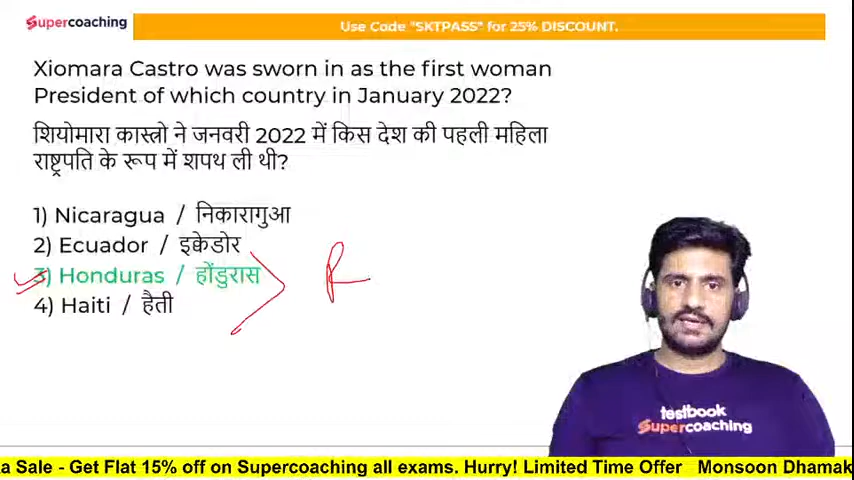 Supercoaching
Use Code "SKTPASS" for 25% DISCOUNT.
Xiomara Castro was sworn in as the first woman
President of which country in January 2022?
शियोमारा कास्त्रो ने जनवरी 2022 में किस देश की पहली महिला
राष्ट्रपति के रूप में शपथ ली थी?
1) Nicaragua / निकारागुआ
2) Ecuador / इक्वेडोर
3) Honduras / होंडुरास
4) Haiti / हैती
testbook
Supercoaching
a Sale - Get Flat 15% off on Supercoaching all exams. Hurry! Limited Time Offer Monsoon Dhamak